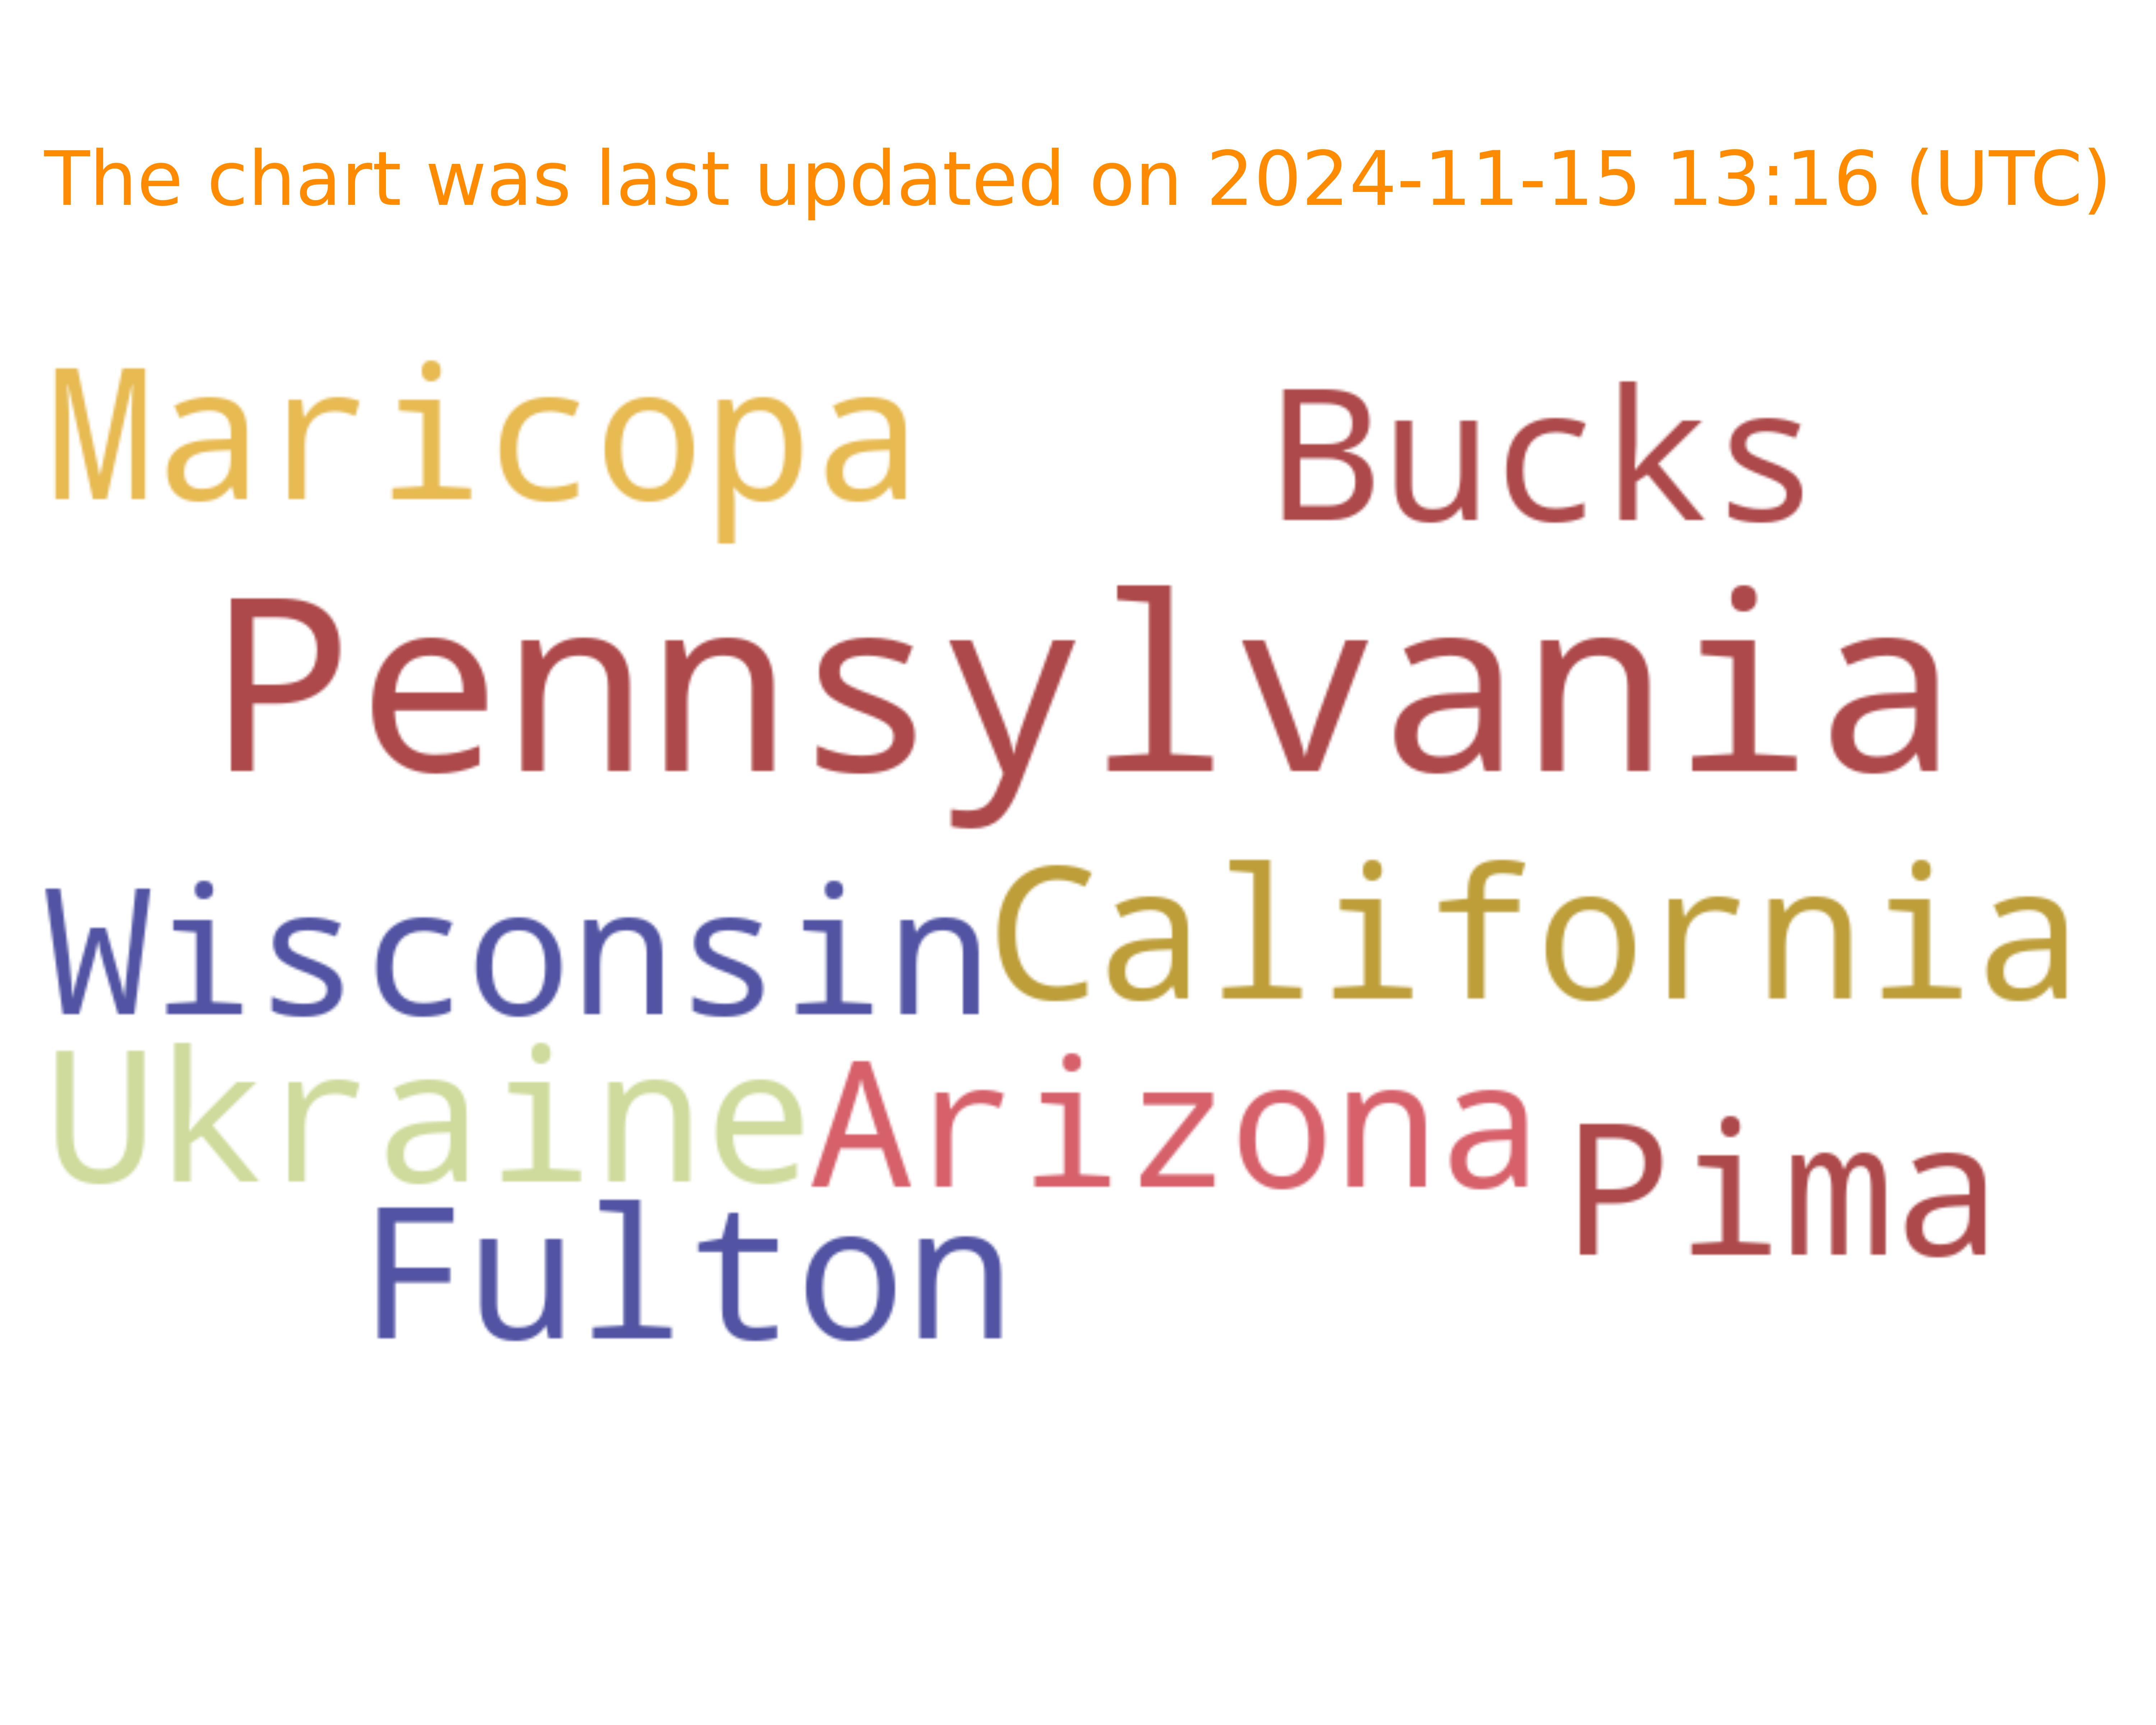 The chart was last updated on 2024-11-15 13:16 (UTC)
Maricopa Bucks
Pennsylvania
Wisconsin California
Ukraine Arizona Pima
Fulton